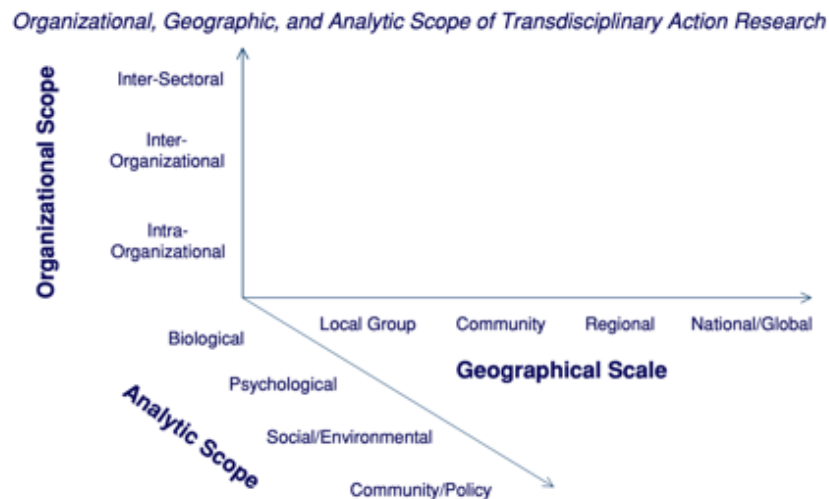 Organizational, Geographic, and Analytic Scope of Transdisciplinary Action Research
Organizational Scope
Inter-Sectoral
Inter-
Organizational
Intra-
Organizational
Local Group
Community
Regional
National/Global
Geographical Scale
Biological
Psychological
Social/Environmental
Community/Policy
Analytic Scope